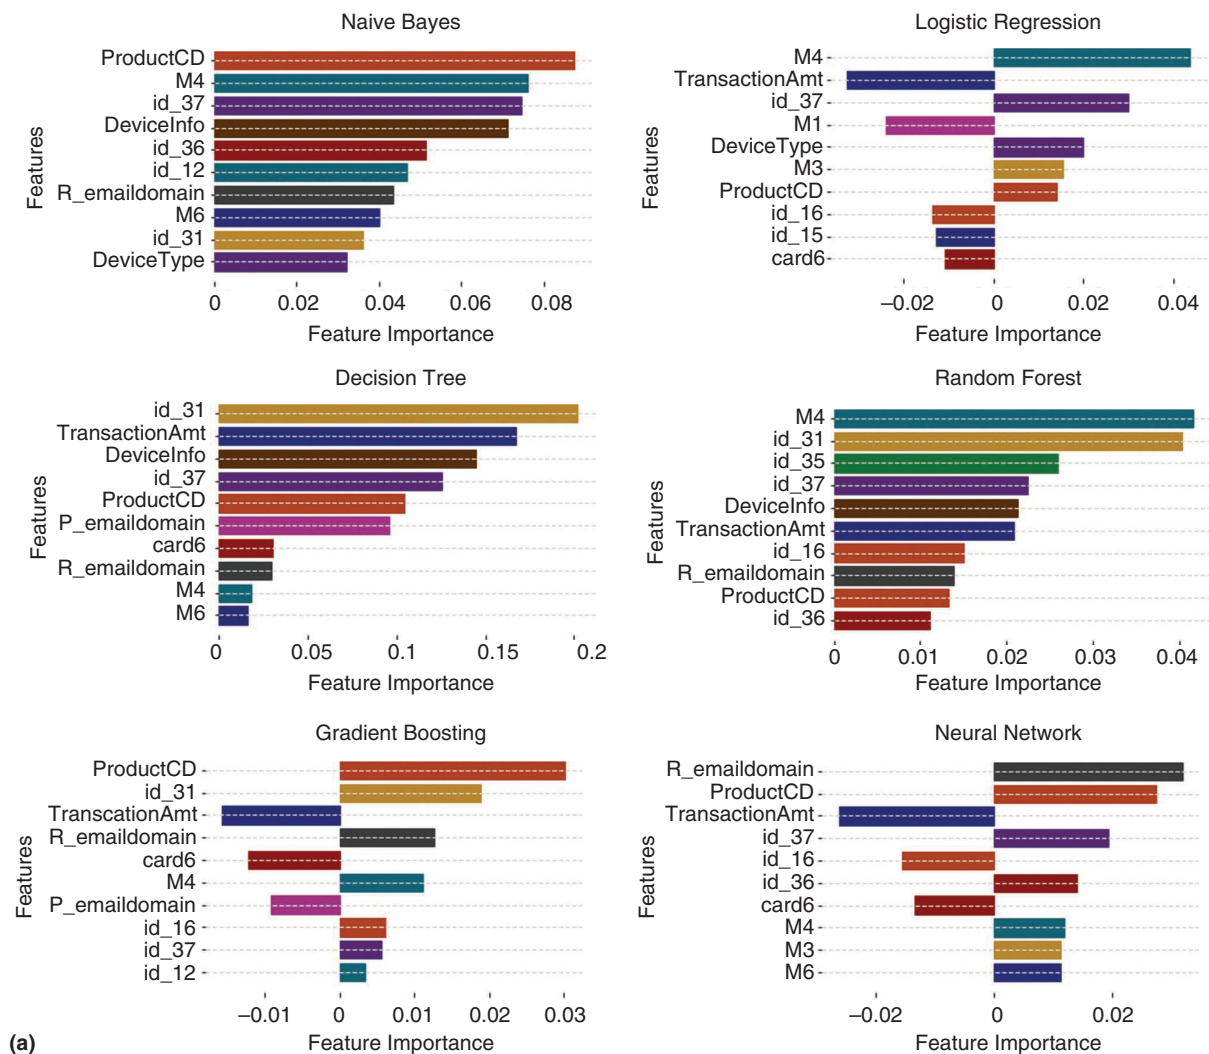 Naive Bayes
Features
ProductCD
M4
id_37
DeviceInfo
id_36
id_12
R_emaildomain
M6
id_31
DeviceType
0 0.02 0.04 0.06 0.08
Feature Importance
Logistic Regression
Features
M4
TransactionAmt
id_37
M1
DeviceType
M3
ProductCD
id_16
id_15
card6
−0.02 0 0.02 0.04
Feature Importance
Decision Tree
Features
id_31
TransactionAmt
DeviceInfo
id_37
ProductCD
P_emaildomain
card6
R_emaildomain
M4
M6
0 0.05 0.1 0.15 0.2
Feature Importance
Random Forest
Features
M4
id_31
id_35
id_37
DeviceInfo
TransactionAmt
id_16
R_emaildomain
ProductCD
id_36
0 0.01 0.02 0.03 0.04
Feature Importance
Gradient Boosting
Features
ProductCD
id_31
TranscationAmt
R_emaildomain
card6
M4
P_emaildomain
id_16
id_37
id_12
−0.01 0 0.01 0.02 0.03
Feature Importance
Neural Network
Features
R_emaildomain
ProductCD
TransactionAmt
id_37
id_16
id_36
card6
M4
M3
M6
−0.02 0 0.02
Feature Importance
(a)